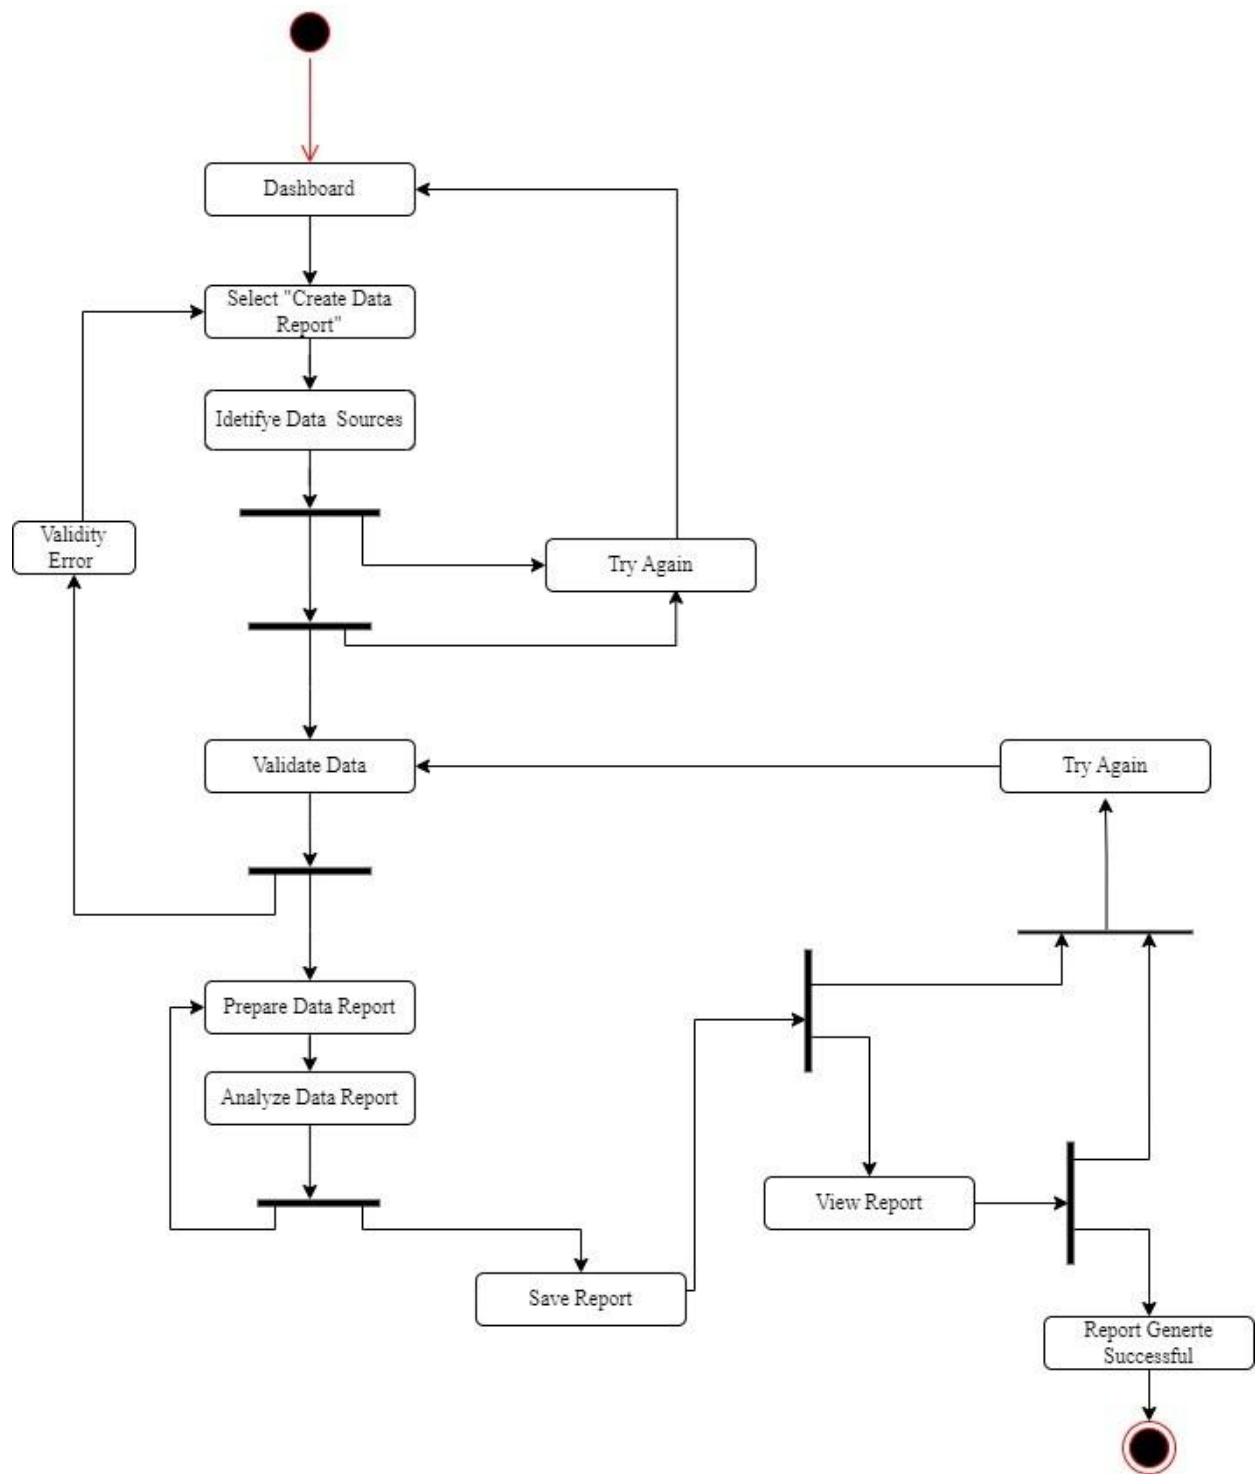 Dashboard
Select "Create Data
Report"
Idetifye Data  Sources
Validity
Error
Try Again
Validate Data
Try Again
Prepare Data Report
Analyze Data Report
View Report
Save Report
Report Generte
Successful